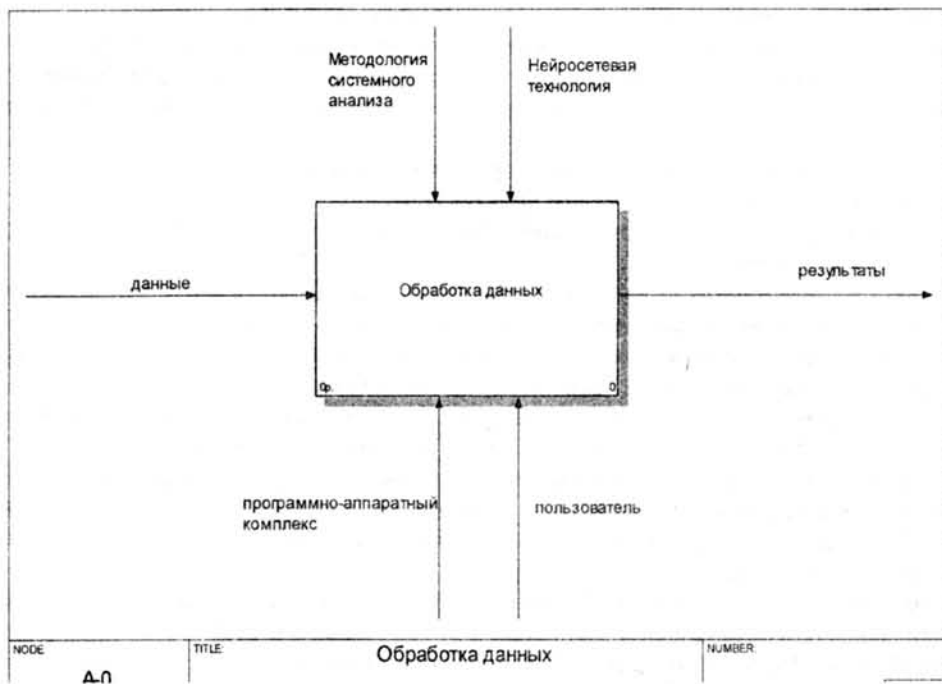 Методология
системного
анализа
Нейросетевая
технология
данные
Обработка данных
результаты
0р.
0
программно-аппаратный
комплекс
пользователь
NODE:
TITLE:
Обработка данных
NUMBER:
A-0